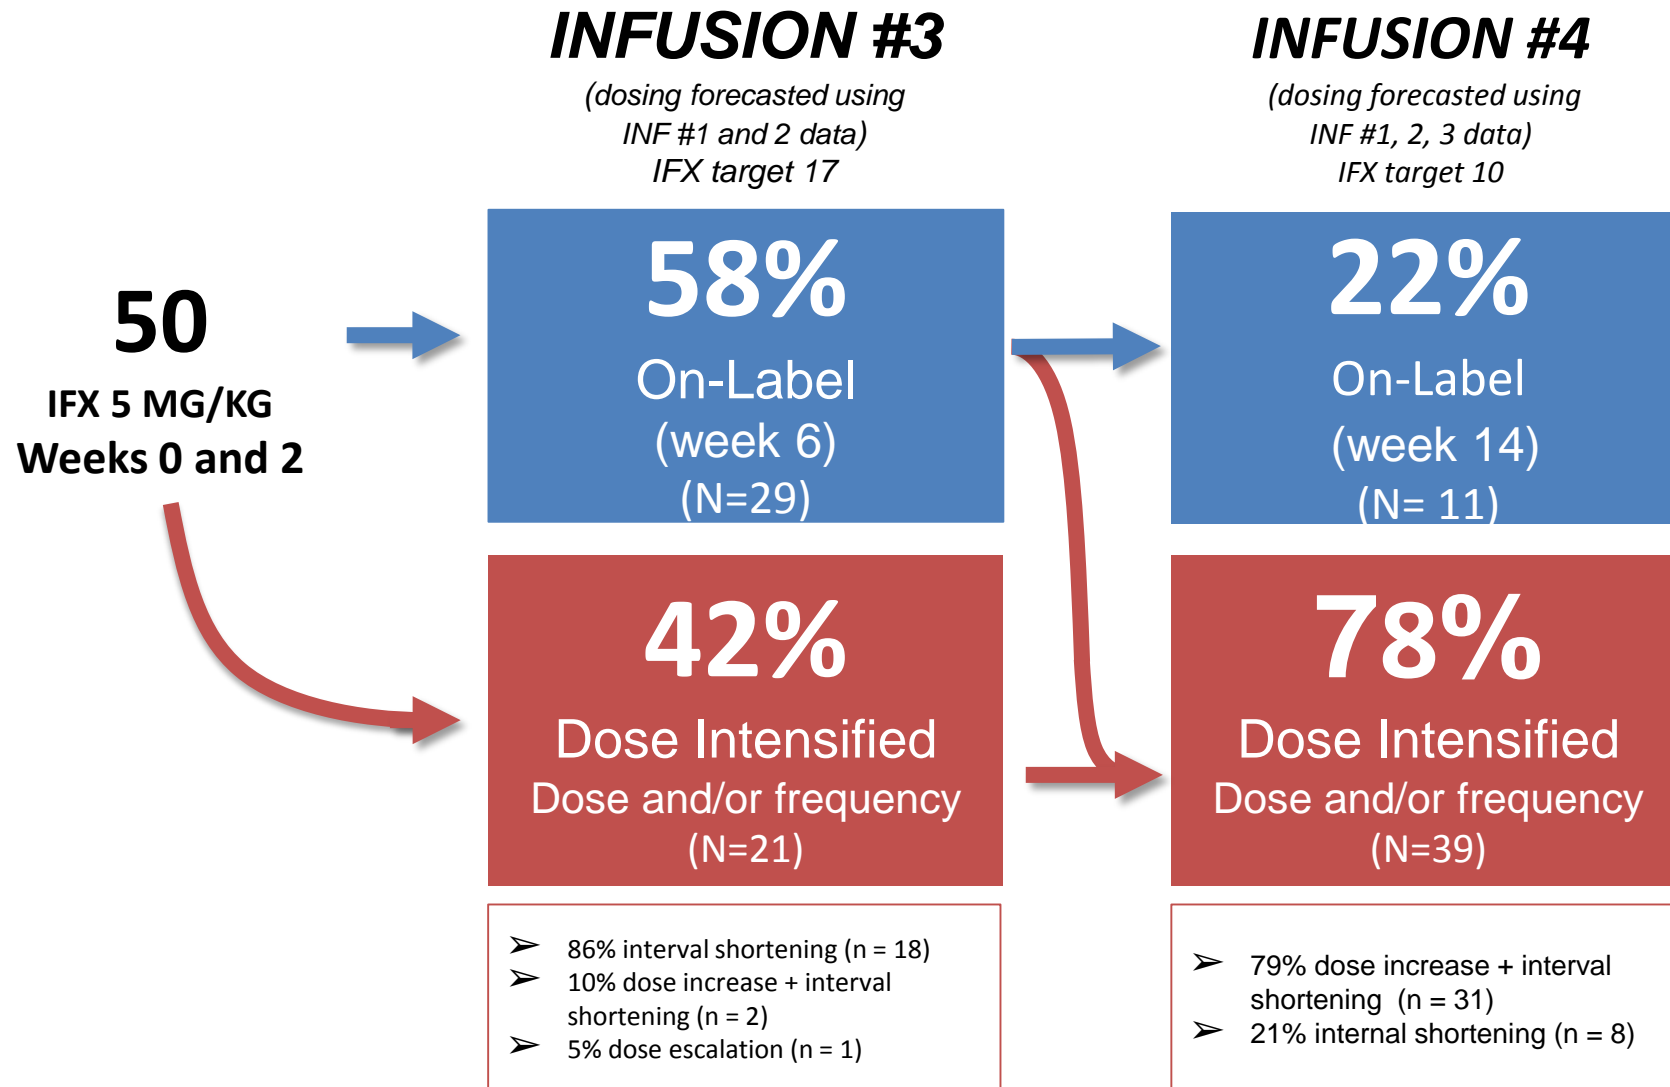 50
IFX 5 MG/KG
Weeks 0 and 2
INFUSION #3
(dosing forecasted using
INF #1 and 2 data)
IFX target 17
58%
On-Label
(week 6)
(N=29)
42%
Dose Intensified
Dose and/or frequency
(N=21)
➢ 86% interval shortening (n = 18)
➢ 10% dose increase + interval
shortening (n = 2)
➢ 5% dose escalation (n = 1)
INFUSION #4
(dosing forecasted using
INF #1, 2, 3 data)
IFX target 10
22%
On-Label
(week 14)
(N= 11)
78%
Dose Intensified
Dose and/or frequency
(N=39)
➢ 79% dose increase + interval
shortening (n = 31)
➢ 21% internal shortening (n = 8)